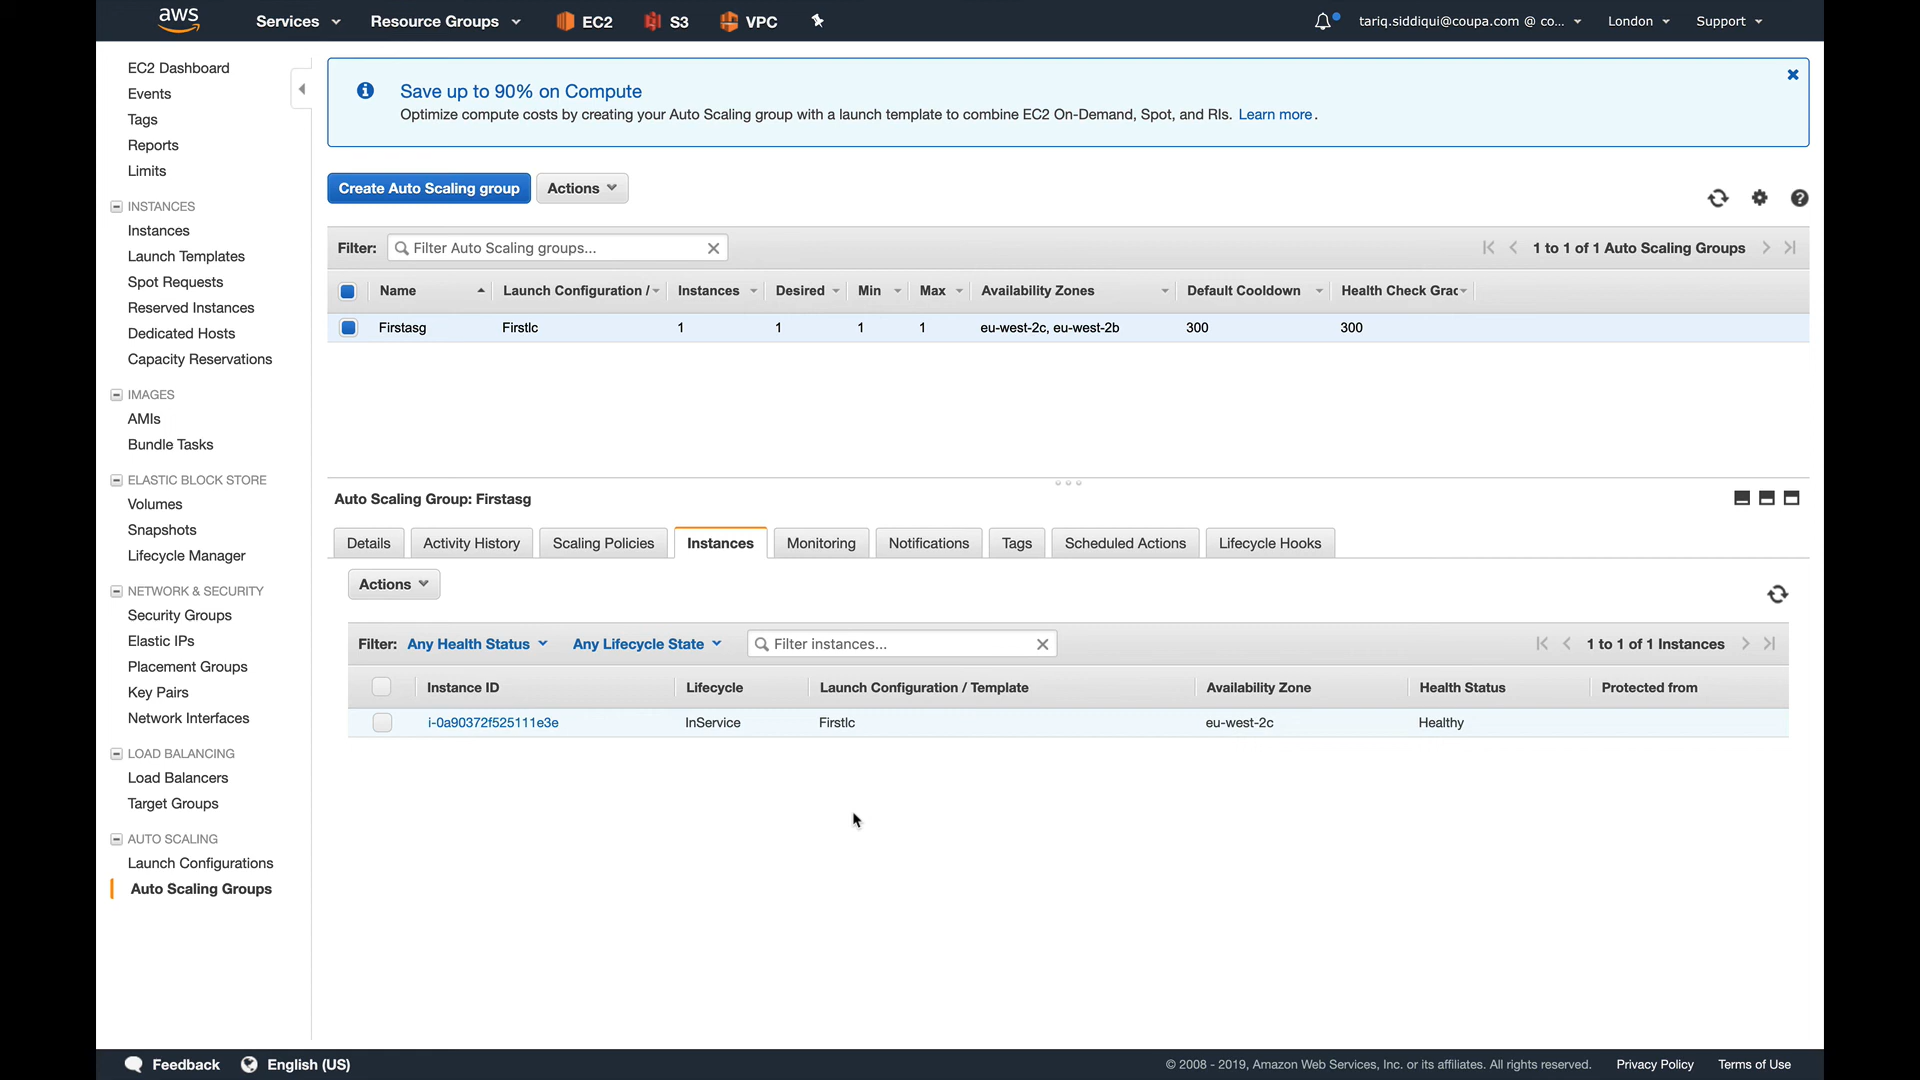 aws Services Resource Groups EC2 S3 VPC tariq.siddiqui@coupa.com @ co... London Support
EC2 Dashboard
Events
Tags
Reports
Limits
INSTANCES
Instances
Launch Templates
Spot Requests
Reserved Instances
Dedicated Hosts
Capacity Reservations
IMAGES
AMIs
Bundle Tasks
ELASTIC BLOCK STORE
Volumes
Snapshots
Lifecycle Manager
NETWORK & SECURITY
Security Groups
Elastic IPs
Placement Groups
Key Pairs
Network Interfaces
LOAD BALANCING
Load Balancers
Target Groups
AUTO SCALING
Launch Configurations
Auto Scaling Groups
Save up to 90% on Compute
Optimize compute costs by creating your Auto Scaling group with a launch template to combine EC2 On-Demand, Spot, and RIs. Learn more.
Create Auto Scaling group Actions
Filter: Filter Auto Scaling groups... 1 to 1 of 1 Auto Scaling Groups
Name Launch Configuration / Instances Desired Min Max Availability Zones Default Cooldown Health Check Grac
Firstasg Firstlc 1 1 1 1 eu-west-2c, eu-west-2b 300 300
Auto Scaling Group: Firstasg
Details Activity History Scaling Policies Instances Monitoring Notifications Tags Scheduled Actions Lifecycle Hooks
Actions
Filter: Any Health Status Any Lifecycle State Filter instances... 1 to 1 of 1 Instances
Instance ID Lifecycle Launch Configuration / Template Availability Zone Health Status Protected from
i-0a90372f525111e3e InService Firstlc eu-west-2c Healthy
Feedback English (US) © 2008 - 2019, Amazon Web Services, Inc. or its affiliates. All rights reserved. Privacy Policy Terms of Use